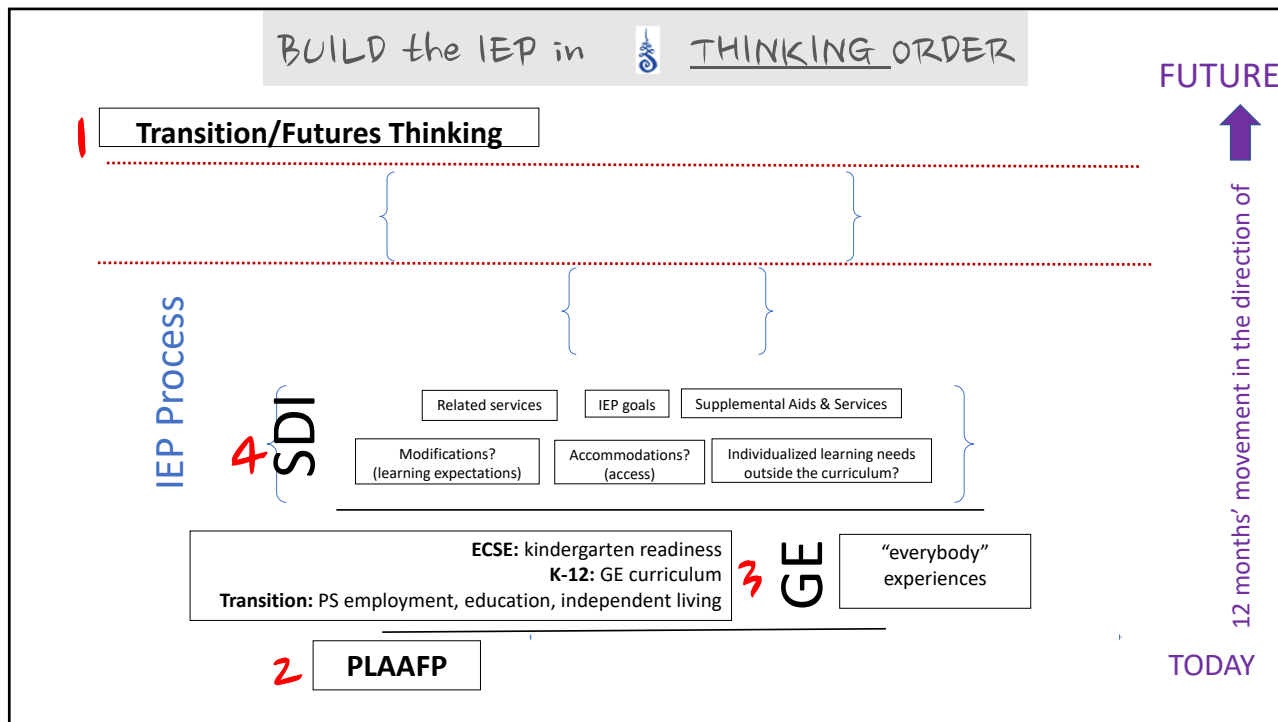 BUILD the IEP in THINKING ORDER
FUTURE
1 Transition/Futures Thinking
12 months' movement in the direction of
IEP Process
4 SDI
Related services
IEP goals
Supplemental Aids & Services
Modifications?
(learning expectations)
Accommodations?
(access)
Individualized learning needs
outside the curriculum?
ECSE: kindergarten readiness
K-12: GE curriculum
Transition: PS employment, education, independent living
3 GE
“everybody”
experiences
2 PLAAFP
TODAY